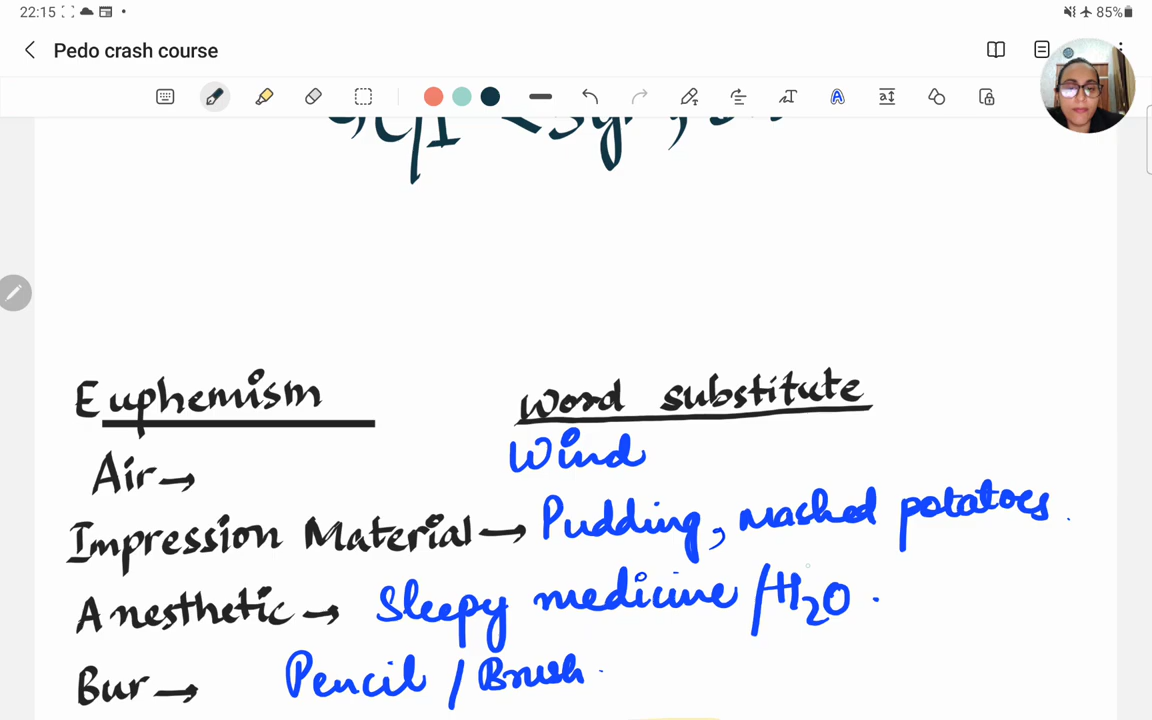 22:15 85%
Pedo crash course
Euphemism Word substitute
Air → Wind
Impression Material → Pudding, mashed potatoes.
Anesthetic → Sleepy medicine / H2O.
Bur → Pencil / Brush.